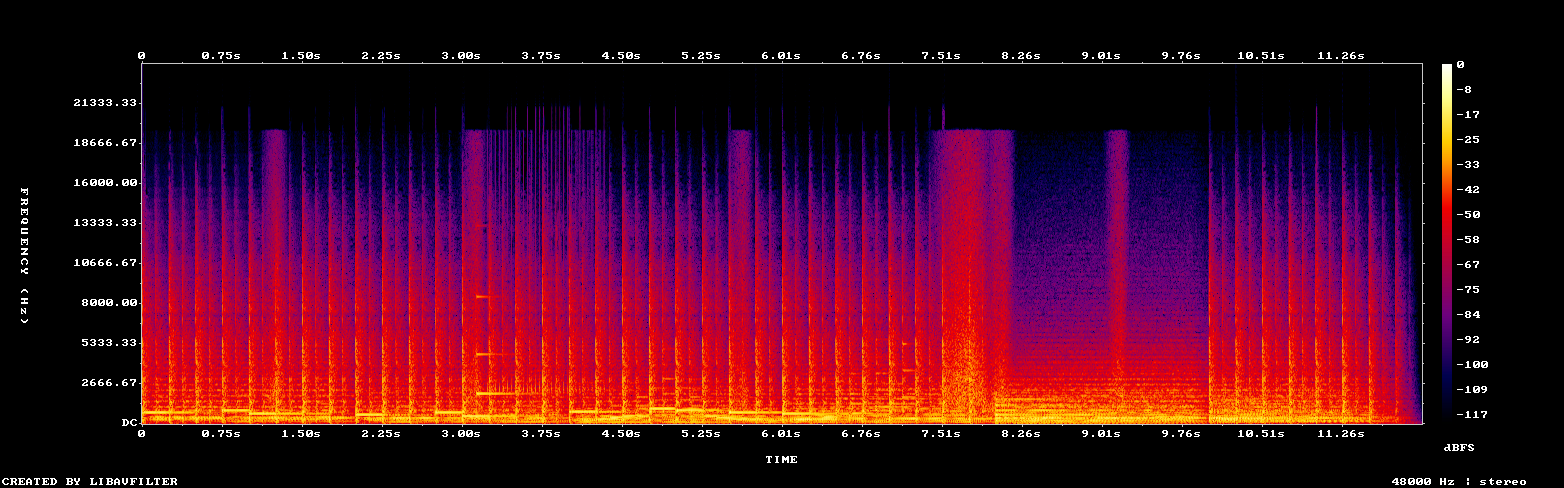 0 0.75s 1.50s 2.25s 3.00s 3.75s 4.50s 5.25s 6.01s 6.76s 7.51s 8.26s 9.01s 9.76s 10.51s 11.26s
21333.33
18666.67
16000.00
13333.33
10666.67
8000.00
5333.33
2666.67
DC
FREQUENCY (Hz)
0
-8
-17
-25
-33
-42
-50
-58
-67
-75
-84
-92
-100
-109
-117
dBFS
0 0.75s 1.50s 2.25s 3.00s 3.75s 4.50s 5.25s 6.01s 6.76s 7.51s 8.26s 9.01s 9.76s 10.51s 11.26s
TIME
CREATED BY LIBAVFILTER
48000 Hz | stereo